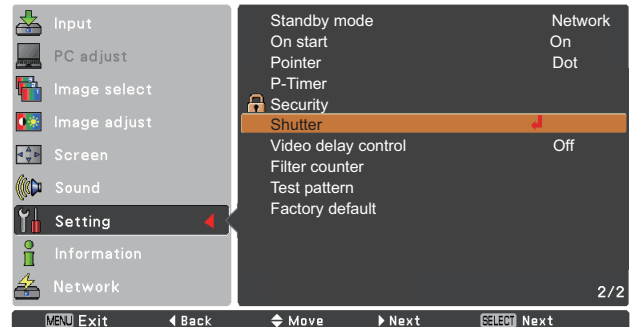 Input
PC adjust
Image select
Image adjust
Screen
Sound
Setting
Information
Network
Standby mode Network
On start On
Pointer Dot
P-Timer
Security
Shutter
Video delay control Off
Filter counter
Test pattern
Factory default
2/2
MENU Exit Back Move Next SELECT Next